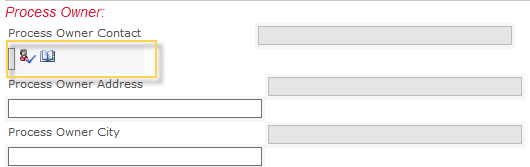 Process Owner:
Process Owner Contact
Process Owner Address
Process Owner City